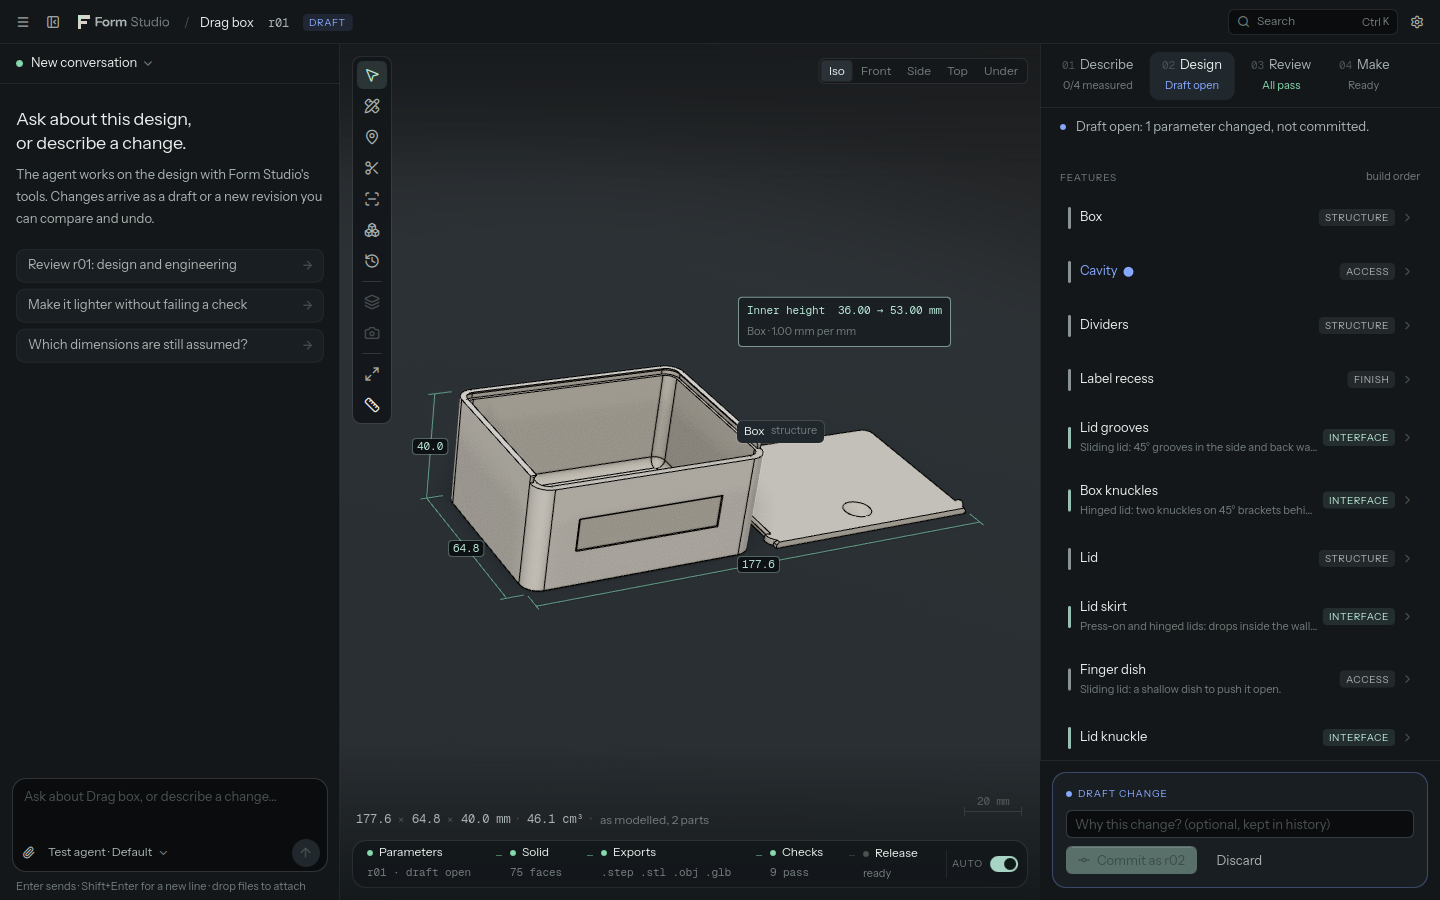 Form Studio / Drag box r01 DRAFT
Search Ctrl K
New conversation
Ask about this design,
or describe a change.
The agent works on the design with Form Studio's
tools. Changes arrive as a draft or a new revision you
can compare and undo.
Review r01: design and engineering
Make it lighter without failing a check
Which dimensions are still assumed?
Ask about Drag box, or describe a change...
Test agent · Default
Enter sends · Shift+Enter for a new line · drop files to attach
Iso Front Side Top Under
Inner height 36.00 → 53.00 mm
Box · 1.00 mm per mm
Box structure
40.0
64.8
177.6
20 mm
177.6 × 64.8 × 40.0 mm · 46.1 cm³ · as modelled, 2 parts
Parameters
r01 · draft open
Solid
75 faces
Exports
.step .stl .obj .glb
Checks
9 pass
Release
ready
AUTO
01 Describe
0/4 measured
02 Design
Draft open
03 Review
All pass
04 Make
Ready
Draft open: 1 parameter changed, not committed.
FEATURES build order
Box STRUCTURE
Cavity ACCESS
Dividers STRUCTURE
Label recess FINISH
Lid grooves INTERFACE
Sliding lid: 45° grooves in the side and back wa...
Box knuckles INTERFACE
Hinged lid: two knuckles on 45° brackets behi...
Lid STRUCTURE
Lid skirt INTERFACE
Press-on and hinged lids: drops inside the wall...
Finger dish ACCESS
Sliding lid: a shallow dish to push it open.
Lid knuckle INTERFACE
DRAFT CHANGE
Why this change? (optional, kept in history)
Commit as r02 Discard